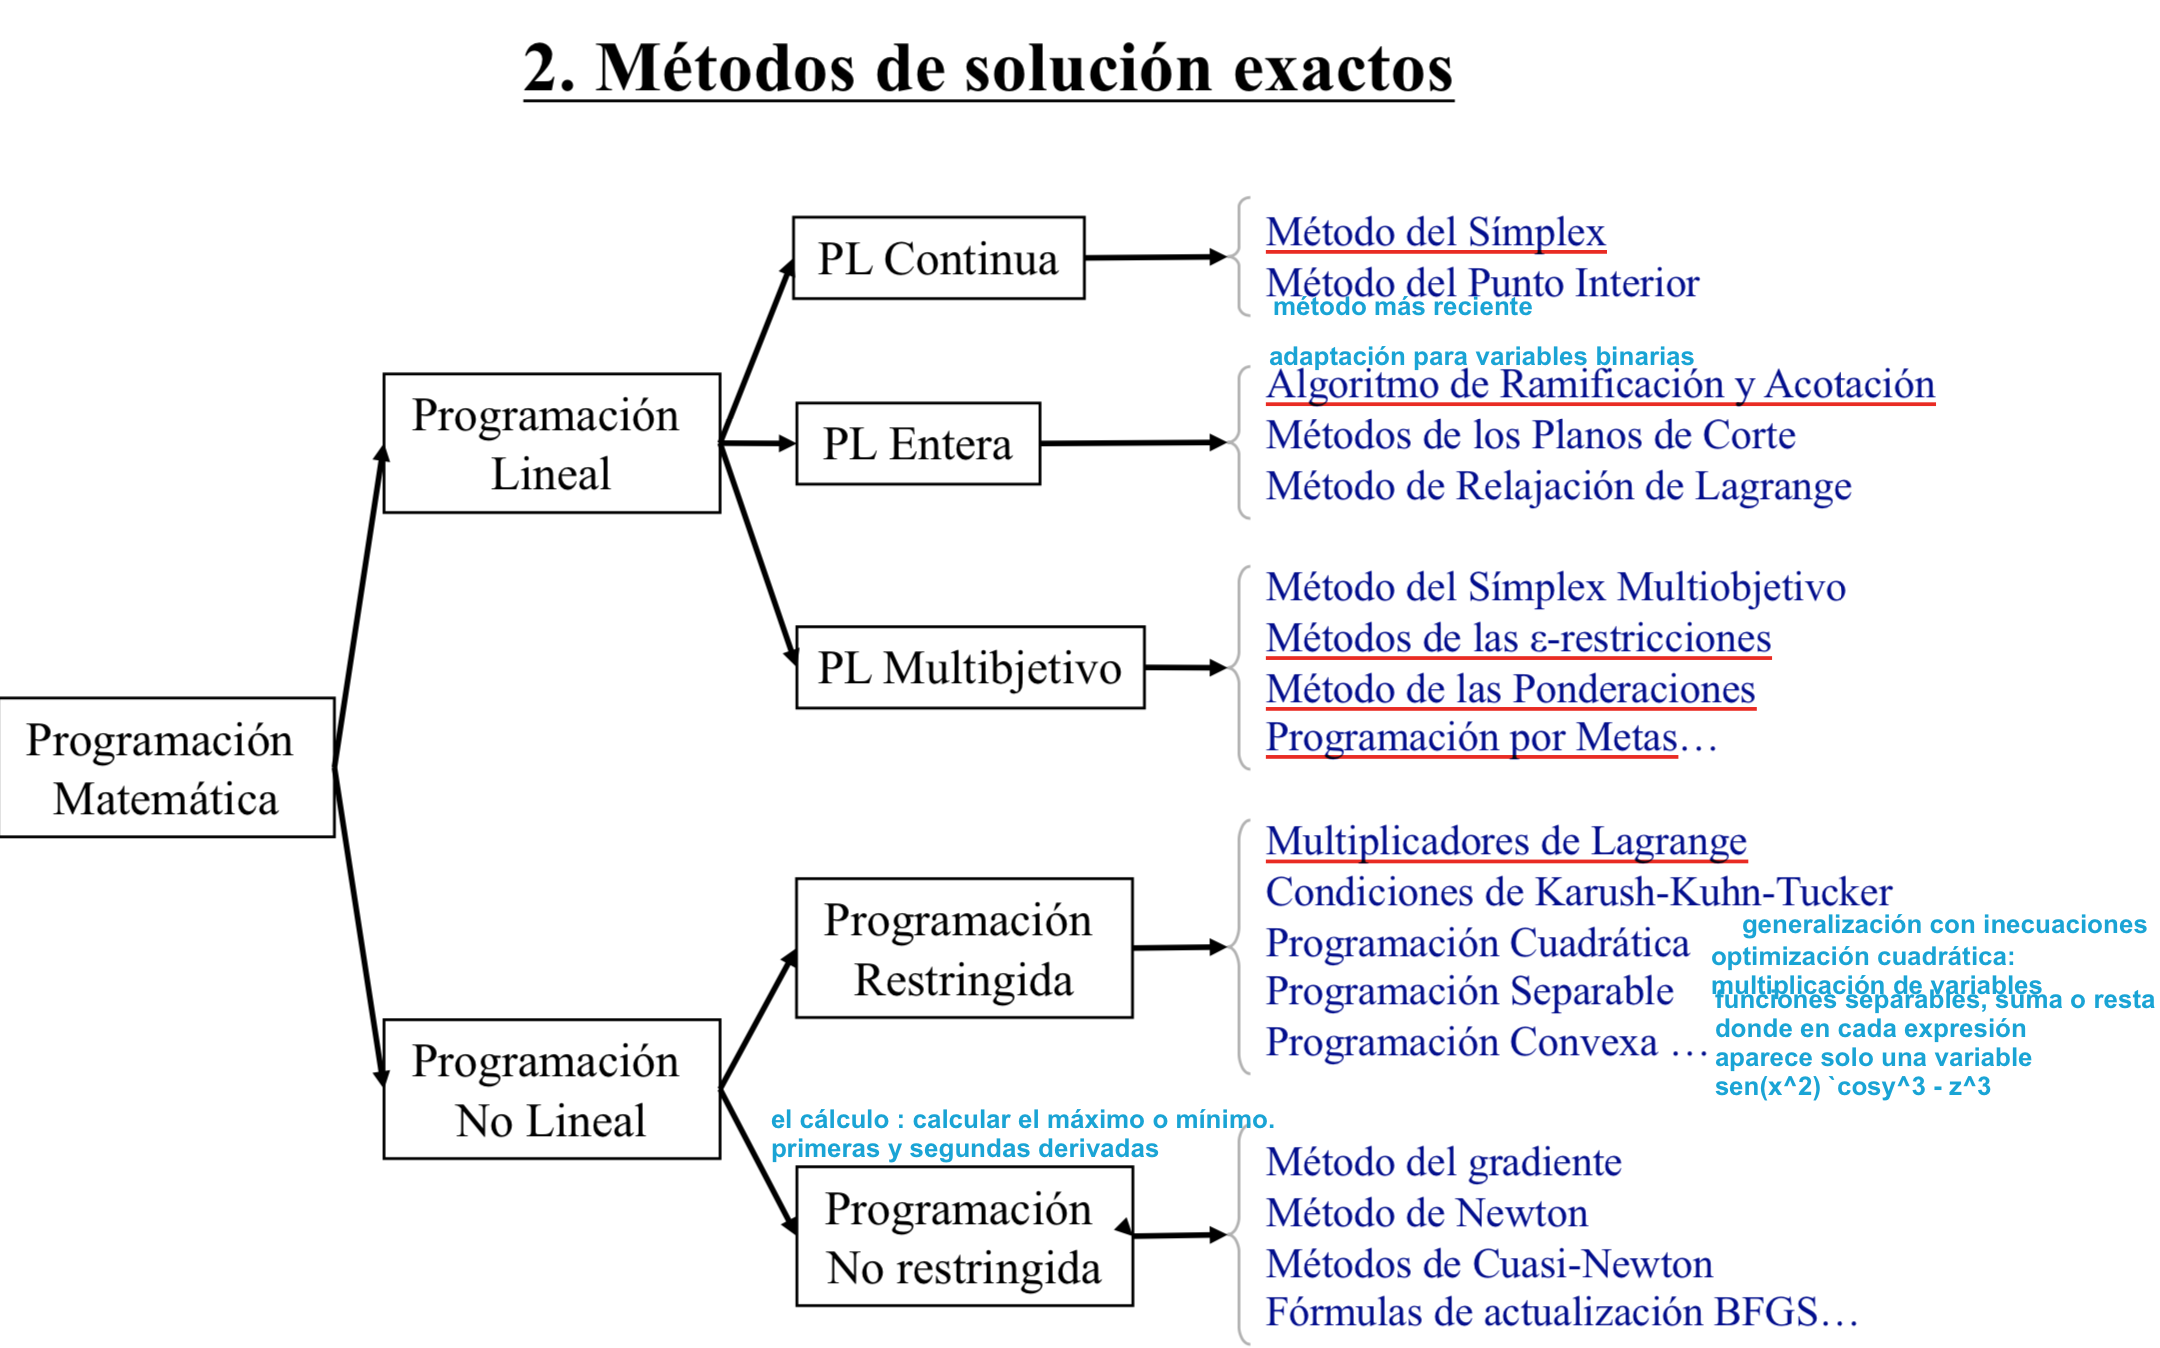 2. Métodos de solución exactos
PL Continua
Método del Símplex
Método del Punto Interior
método más reciente
adaptación para variables binarias
Programación
Lineal
PL Entera
Algoritmo de Ramificación y Acotación
Métodos de los Planos de Corte
Método de Relajación de Lagrange
PL Multibjetivo
Método del Símplex Multiobjetivo
Métodos de las ε-restricciones
Método de las Ponderaciones
Programación por Metas…
Programación
Matemática
Programación
Restringida
Multiplicadores de Lagrange
Condiciones de Karush-Kuhn-Tucker
generalización con inecuaciones
Programación Cuadrática
optimización cuadrática:
multiplicación de variables
Programación Separable
funciones separables, suma o resta
donde en cada expresión
aparece solo una variable
sen(x^2) `cosy^3 - z^3
Programación Convexa …
Programación
No Lineal
el cálculo : calcular el máximo o mínimo.
primeras y segundas derivadas
Programación
No restringida
Método del gradiente
Método de Newton
Métodos de Cuasi-Newton
Fórmulas de actualización BFGS…